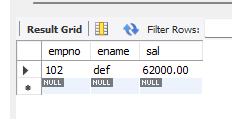 Result Grid Filter Rows:
empno ename sal
102 def 62000.00
NULL NULL NULL